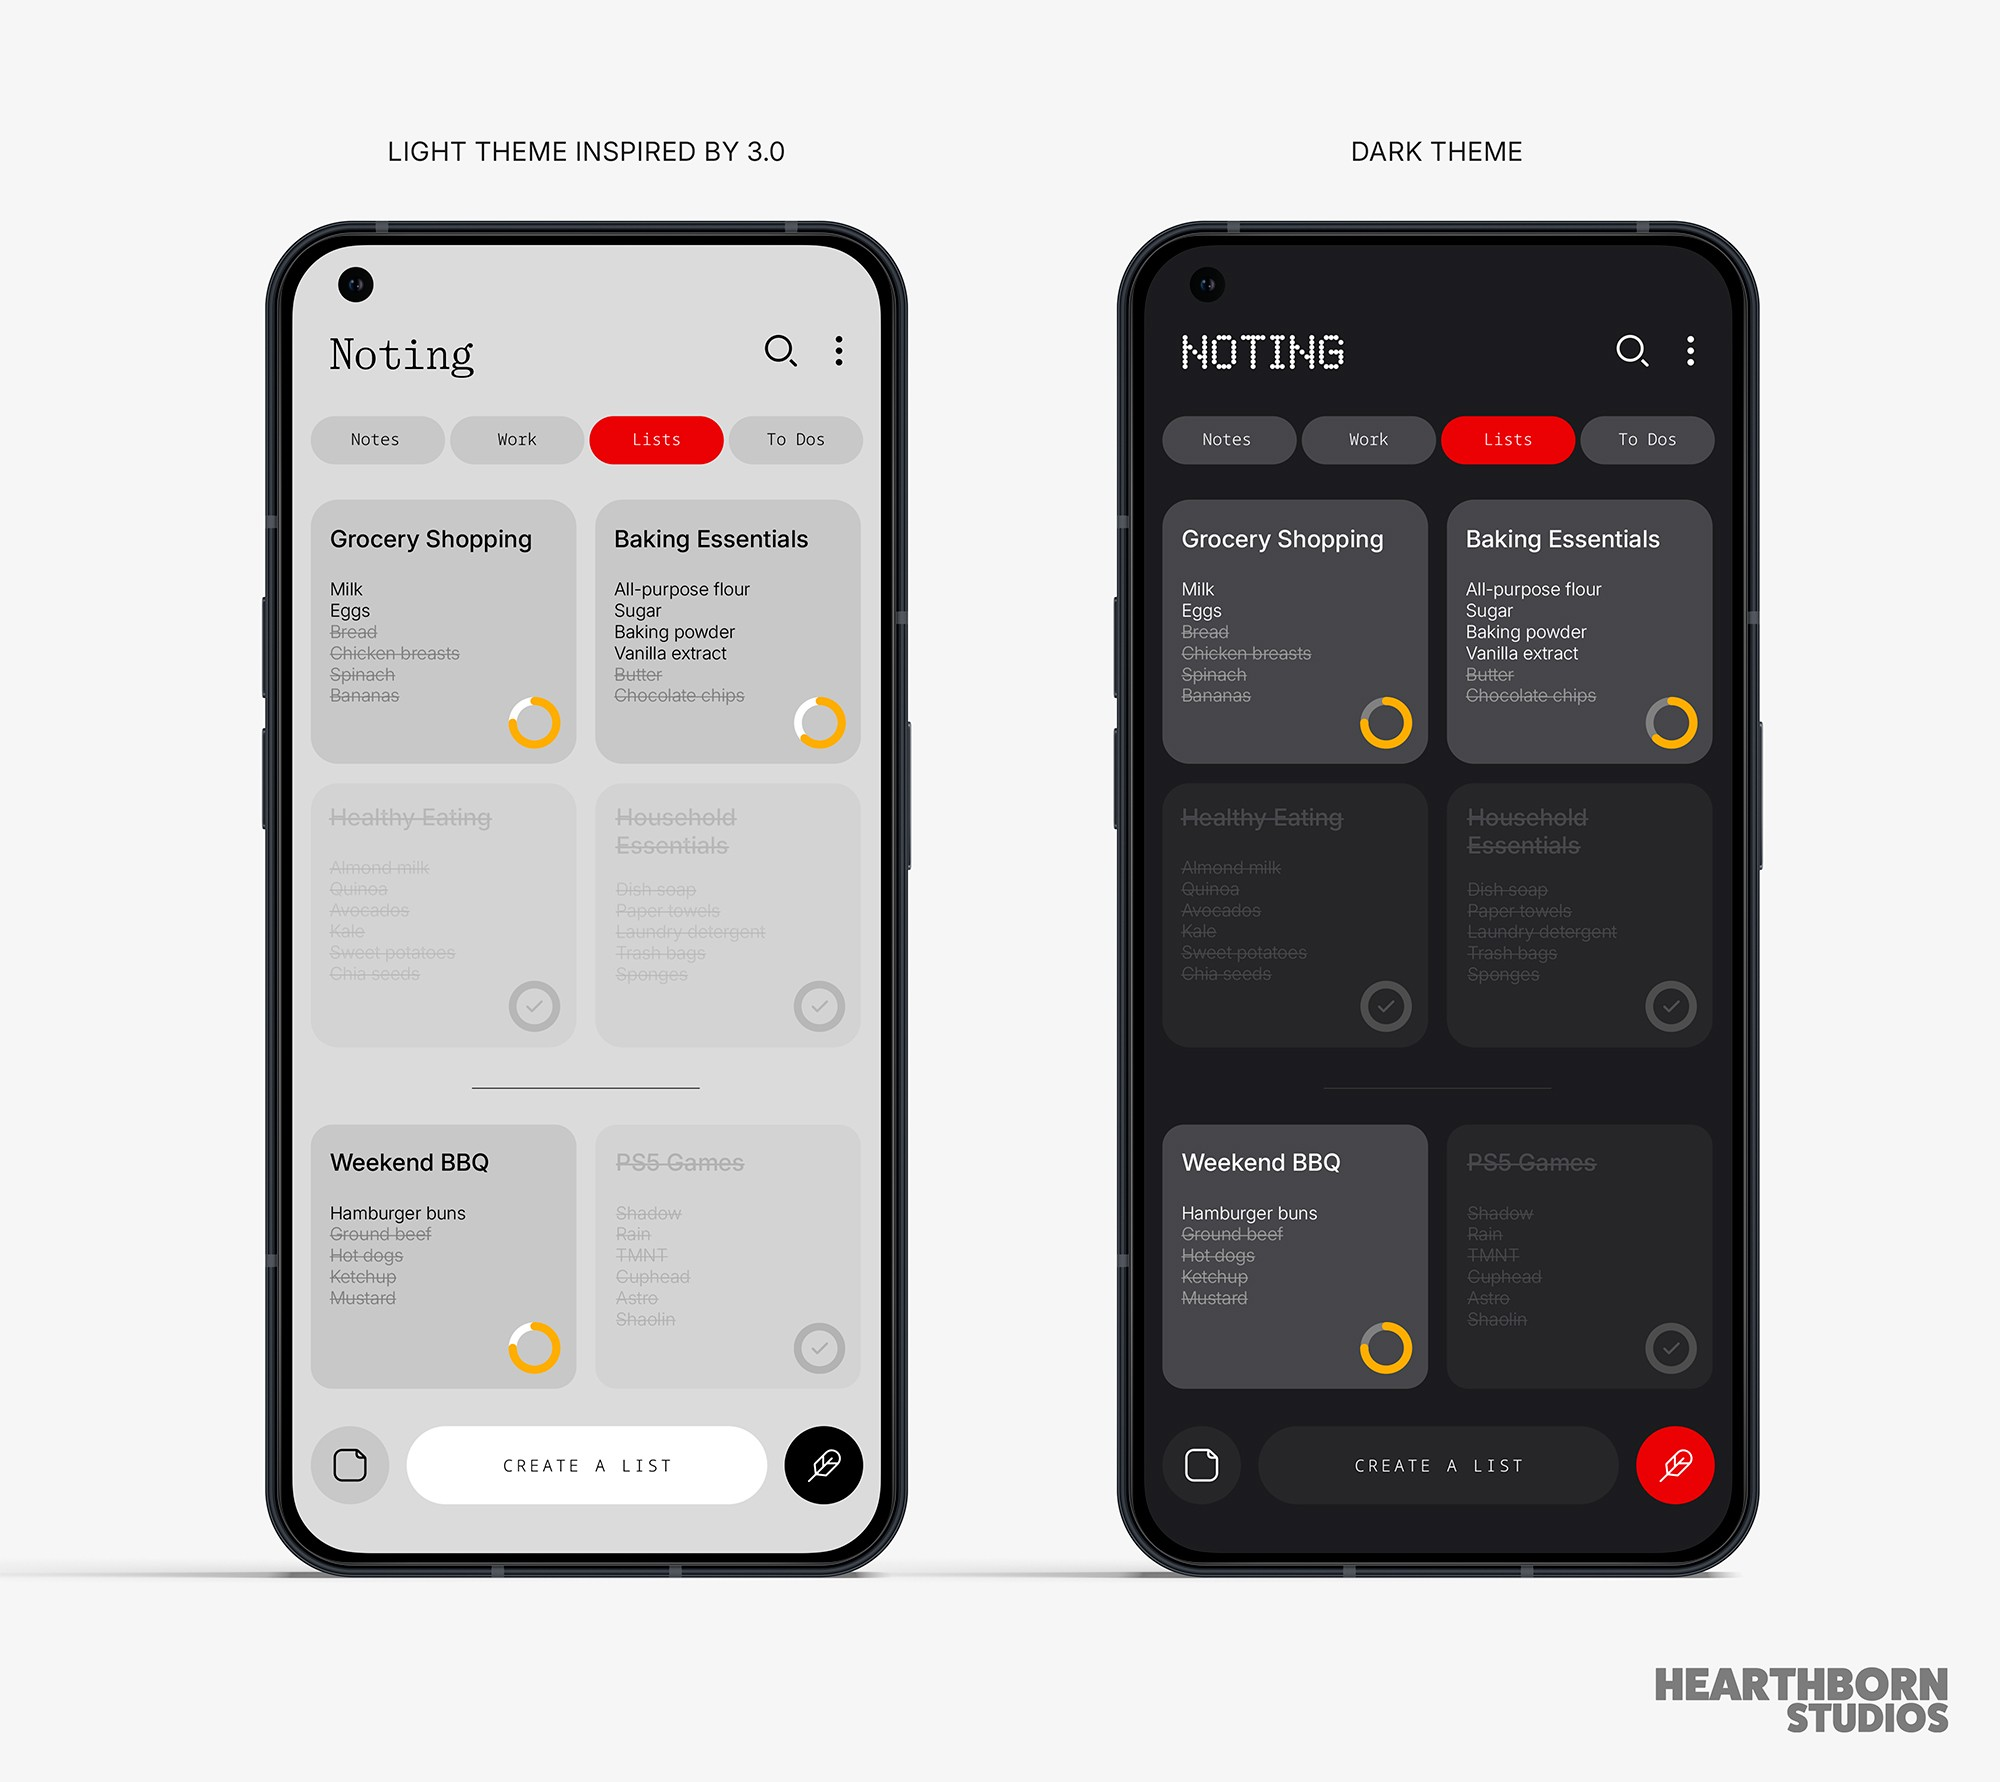 LIGHT THEME INSPIRED BY 3.0
Noting
Notes
Work
Lists
To Dos
Grocery Shopping
Milk
Eggs
Bread
Chicken breasts
Spinach
Bananas
Baking Essentials
All-purpose flour
Sugar
Baking powder
Vanilla extract
Butter
Chocolate chips
Healthy Eating
Almond milk
Quinoa
Avocados
Kale
Sweet potatoes
Chia seeds
Household
Essentials
Dish soap
Paper towels
Laundry detergent
Trash bags
Sponges
Weekend BBQ
Hamburger buns
Ground beef
Hot dogs
Ketchup
Mustard
PS5 Games
Shadow
Rain
TMNT
Cuphead
Astro
Shaolin
CREATE A LIST
DARK THEME
NOTING
Notes
Work
Lists
To Dos
Grocery Shopping
Milk
Eggs
Bread
Chicken breasts
Spinach
Bananas
Baking Essentials
All-purpose flour
Sugar
Baking powder
Vanilla extract
Butter
Chocolate chips
Healthy Eating
Almond milk
Quinoa
Avocados
Kale
Sweet potatoes
Chia seeds
Household
Essentials
Dish soap
Paper towels
Laundry detergent
Trash bags
Sponges
Weekend BBQ
Hamburger buns
Ground beef
Hot dogs
Ketchup
Mustard
PS5 Games
Shadow
Rain
TMNT
Cuphead
Astro
Shaolin
CREATE A LIST
HEARTHBORN
STUDIOS